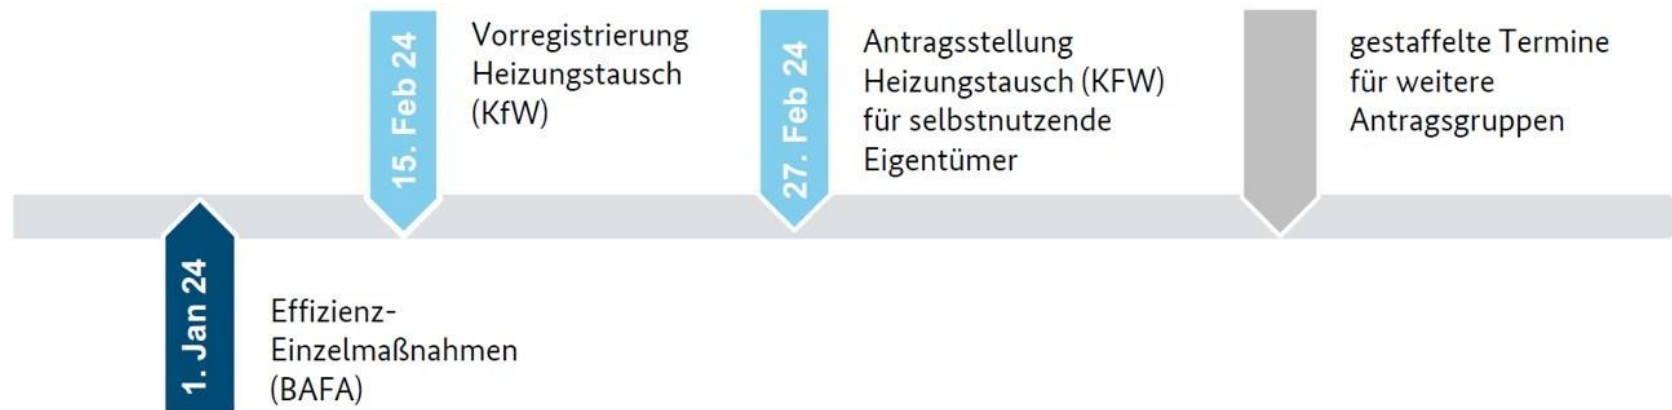 15. Feb 24
Vorregistrierung
Heizungstausch
(KfW)
27. Feb 24
Antragsstellung
Heizungstausch (KFW)
für selbstnutzende
Eigentümer
gestaffelte Termine
für weitere
Antragsgruppen
1. Jan 24
Effizienz-
Einzelmaßnahmen
(BAFA)